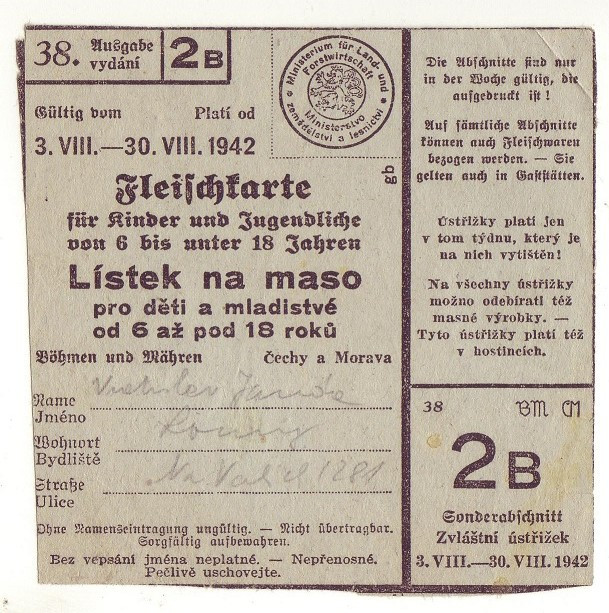 38. Ausgabe
vydání
2B
Ministerium für Land- und
Forstwirtschaft
Ministerstvo
zemědělství a lesnictví
Gültig vom Platí od
3. VIII.—30. VIII. 1942
gb
Fleischkarte
für Kinder und Jugendliche
von 6 bis unter 18 Jahren
Lístek na maso
pro děti a mladistvé
od 6 až pod 18 roků
Böhmen und Mähren Čechy a Morava
Name
Jméno
Wohnort Louny
Bydliště
Straße 1281
Ulice
Ohne Namenseintragung ungültig. — Nicht übertragbar.
Sorgfältig aufbewahren.
Bez vepsání jména neplatné. — Nepřenosné.
Pečlivě uschovejte.
Die Abschnitte sind nur
in der Woche gültig, die
aufgedruckt ist !
Auf sämtliche Abschnitte
können auch Fleischwaren
bezogen werden. — Sie
gelten auch in Gaststätten.
Ústřižky platí jen
v tom týdnu, který je
na nich vytištěn!
Na všechny ústřižky
možno odebírati též
masné výrobky. —
Tyto ústřižky platí též
v hostincích.
38 BM CM
2B
Sonderabschnitt
Zvláštní ústřižek
3. VIII.—30. VIII. 1942